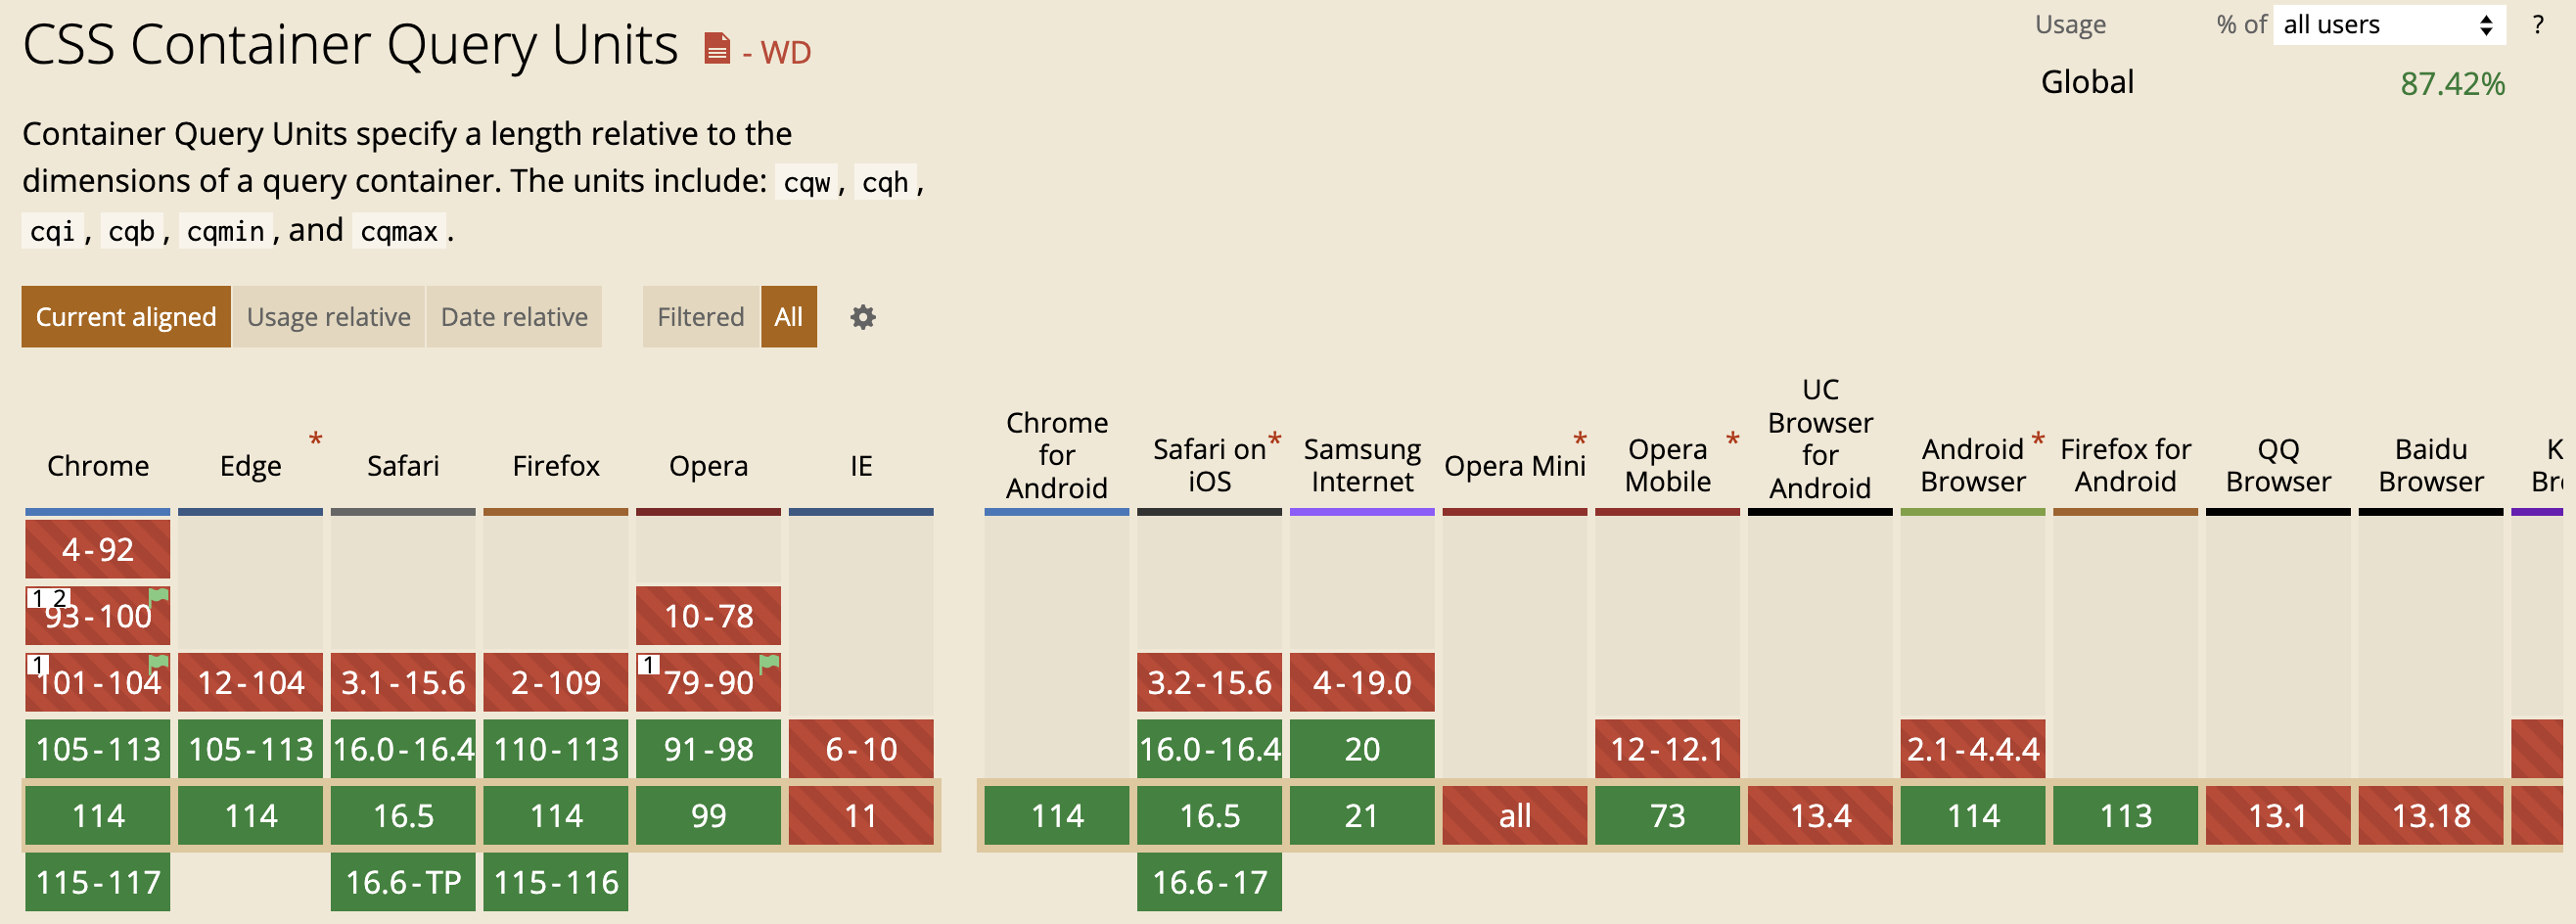 CSS Container Query Units - WD
Usage % of all users ?
Global 87.42%
Container Query Units specify a length relative to the
dimensions of a query container. The units include: cqw, cqh,
cqi, cqb, cqmin, and cqmax.
Current aligned Usage relative Date relative Filtered All
Chrome
Edge *
Safari
Firefox
Opera
IE
Chrome
for
Android
Safari on *
iOS
Samsung
Internet
Opera Mini *
Opera *
Mobile
UC
Browser
for
Android
Android *
Browser
Firefox for
Android
QQ
Browser
Baidu
Browser
4-92
1 2 93-100 10-78
1 101-104 12-104 3.1-15.6 2-109 1 79-90 3.2-15.6 4-19.0
105-113 105-113 16.0-16.4 110-113 91-98 6-10 16.0-16.4 20 12-12.1 2.1-4.4.4
114 114 16.5 114 99 11 114 16.5 21 all 73 13.4 114 113 13.1 13.18
115-117 16.6-TP 115-116 16.6-17